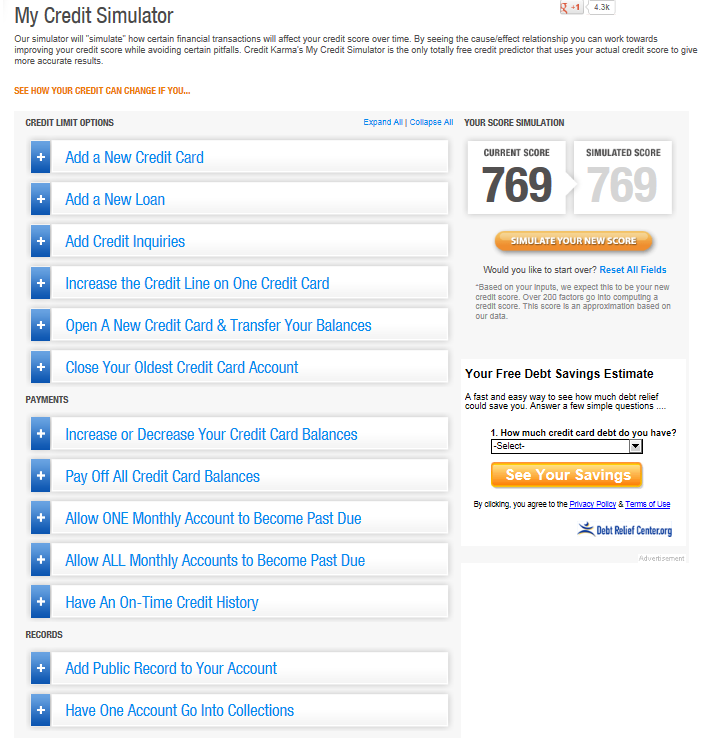 +1 4.3k
My Credit Simulator
Our simulator will "simulate" how certain financial transactions will affect your credit score over time. By seeing the cause/effect relationship you can work towards
improving your credit score while avoiding certain pitfalls. Credit Karma's My Credit Simulator is the only totally free credit predictor that uses your actual credit score to give
more accurate results.
SEE HOW YOUR CREDIT CAN CHANGE IF YOU...
CREDIT LIMIT OPTIONS
Expand All | Collapse All
+ Add a New Credit Card
+ Add a New Loan
+ Add Credit Inquiries
+ Increase the Credit Line on One Credit Card
+ Open A New Credit Card & Transfer Your Balances
+ Close Your Oldest Credit Card Account
PAYMENTS
+ Increase or Decrease Your Credit Card Balances
+ Pay Off All Credit Card Balances
+ Allow ONE Monthly Account to Become Past Due
+ Allow ALL Monthly Accounts to Become Past Due
+ Have An On-Time Credit History
RECORDS
+ Add Public Record to Your Account
+ Have One Account Go Into Collections
YOUR SCORE SIMULATION
CURRENT SCORE
769
SIMULATED SCORE
769
SIMULATE YOUR NEW SCORE
Would you like to start over? Reset All Fields
*Based on your inputs, we expect this to be your new
credit score. Over 200 factors go into computing a
credit score. This score is an approximation based on
our data.
Your Free Debt Savings Estimate
A fast and easy way to see how much debt relief
could save you. Answer a few simple questions ....
1. How much credit card debt do you have?
-Select-
See Your Savings
By clicking, you agree to the Privacy Policy & Terms of Use
Debt Relief Center.org
Advertisement